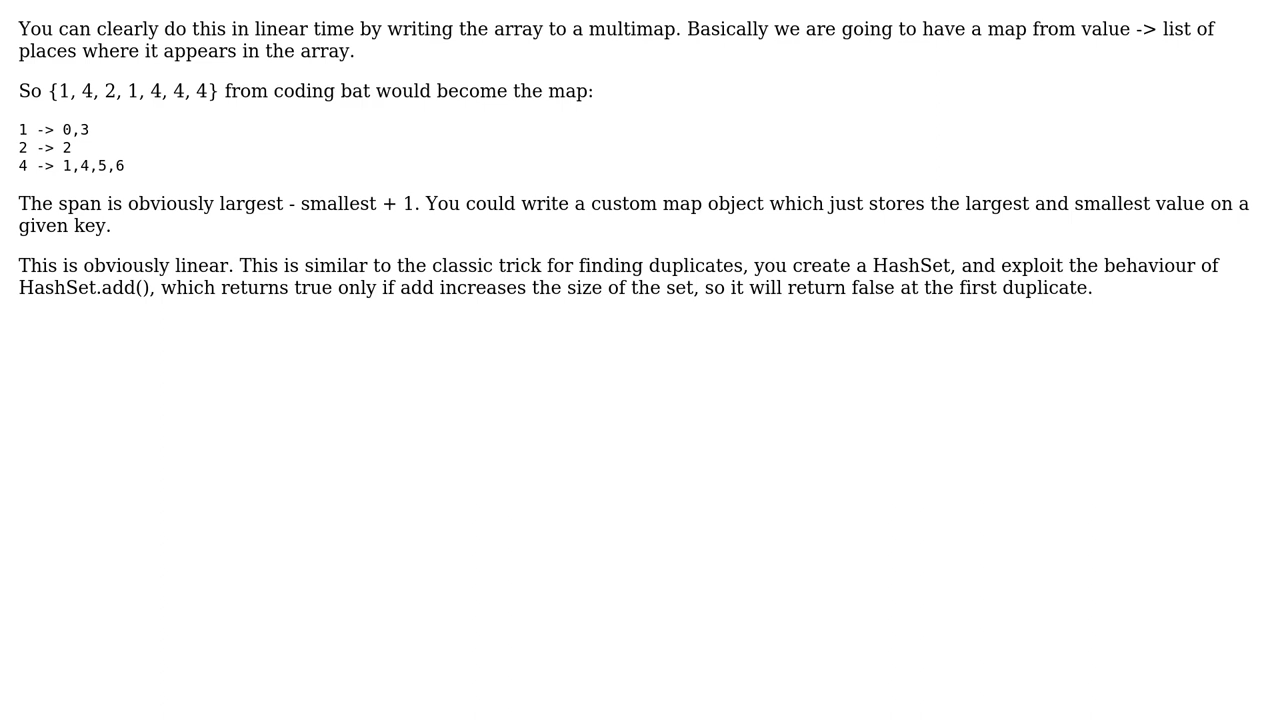 You can clearly do this in linear time by writing the array to a multimap. Basically we are going to have a map from value -> list of
places where it appears in the array.
So {1, 4, 2, 1, 4, 4, 4} from coding bat would become the map:
1 -> 0,3
2 -> 2
4 -> 1,4,5,6
The span is obviously largest - smallest + 1. You could write a custom map object which just stores the largest and smallest value on a
given key.
This is obviously linear. This is similar to the classic trick for finding duplicates, you create a HashSet, and exploit the behaviour of
HashSet.add(), which returns true only if add increases the size of the set, so it will return false at the first duplicate.